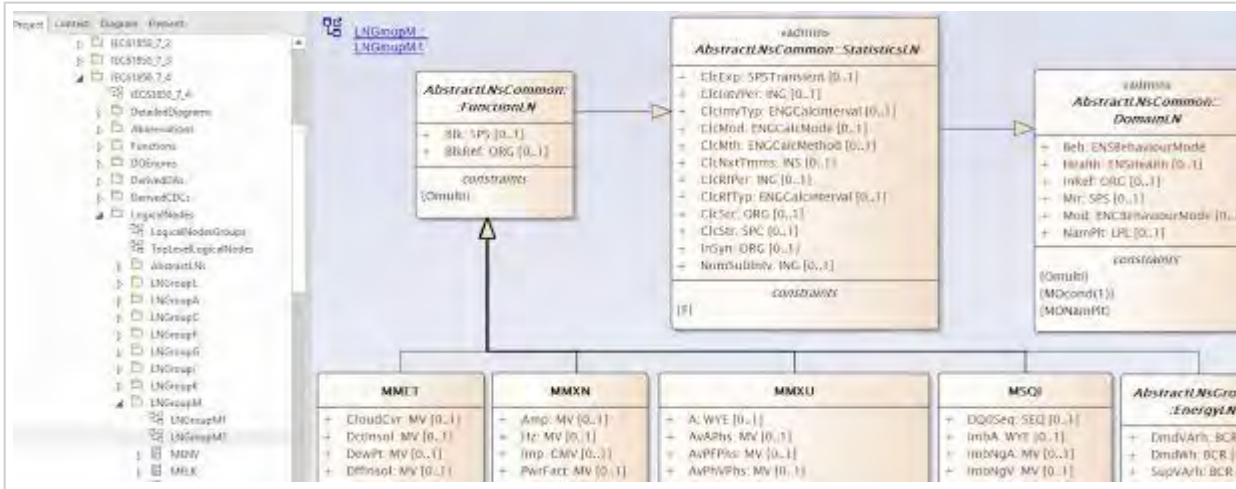 Project Context Diagram Element
IEC61850_7_2
IEC61850_7_3
IEC61850_7_4
IEC61850_7_4
DetailedDiagrams
Abbreviations
Functions
DOEnums
DerivedDAs
DerivedCDCs
LogicalNodes
LogicalNodesGroups
TopLevelLogicalNodes
AbstractLNs
LNGroupL
LNGroupA
LNGroupC
LNGroupF
LNGroupG
LNGroupI
LNGroupK
LNGroupM
LNGroupM1
MENV
MFLK
LNGroupM :
LNGroupM1
AbstractLNsCommon:
:FunctionLN
+ Blk: SPS [0..1]
+ BlkRef: ORG [0..1]
constraints
{Omulti}
«admin»
AbstractLNsCommon::StatisticsLN
+ ClcExp: SPSTransient [0..1]
+ ClcIntvPer: ING [0..1]
+ ClcIntvTyp: ENGCalcInterval [0..1]
+ ClcMod: ENGCalcMode [0..1]
+ ClcMth: ENGCalcMethod [0..1]
+ ClcNxtTmms: INS [0..1]
+ ClcRfPer: ING [0..1]
+ ClcRfTyp: ENGCalcInterval [0..1]
+ ClcSrc: ORG [0..1]
+ ClcStr: SPC [0..1]
+ InSyn: ORG [0..1]
+ NumSubIntv: ING [0..1]
constraints
{F}
«admin»
AbstractLNsCommon::
DomainLN
+ Beh: ENSBehaviourMode
+ Health: ENSHealth [0..1]
+ InRef: ORG [0..1]
+ Mir: SPS [0..1]
+ Mod: ENCBehaviourMode [0..
+ NamPlt: LPL [0..1]
constraints
{Omulti}
{MOcond(1)}
{MONamPlt}
MMET
+ CloudCvr: MV [0..1]
+ DctInsol: MV [0..1]
+ DewPt: MV [0..1]
+ DffInsol: MV [0..1]
MMXN
+ Amp: MV [0..1]
+ Hz: MV [0..1]
+ Imp: CMV [0..1]
+ PwrFact: MV [0..1]
MMXU
+ A: WYE [0..1]
+ AvAPhs: MV [0..1]
+ AvPFPhs: MV [0..1]
+ AvPhVPhs: MV [0..1]
MSQI
+ DQ0Seq: SEQ [0..1]
+ ImbA: WYE [0..1]
+ ImbNgA: MV [0..1]
+ ImbNgV: MV [0..1]
AbstractLNsGro
:EnergyLN
+ DmdVArh: BCR
+ DmdWh: BCR [
+ SupVArh: BCR